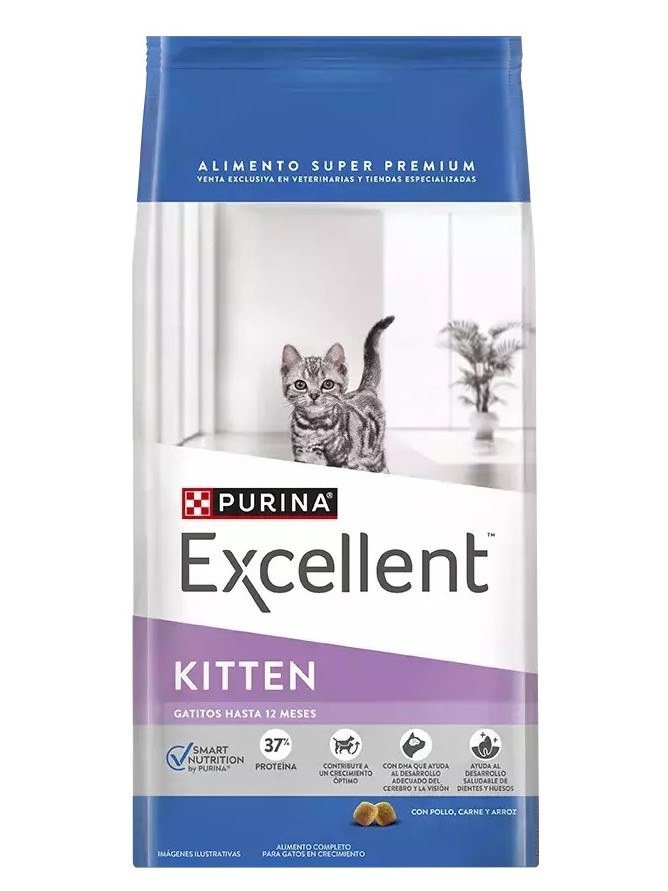 ALIMENTO SUPER PREMIUM
VENTA EXCLUSIVA EN VETERINARIAS Y TIENDAS ESPECIALIZADAS
PURINA®
Excellent™
KITTEN
GATITOS HASTA 12 MESES
SMART
NUTRITION
by PURINA®
37%
PROTEÍNA
CONTRIBUYE A
UN CRECIMIENTO
ÓPTIMO
CON DHA QUE AYUDA
AL DESARROLLO
ADECUADO DEL
CEREBRO Y LA VISIÓN
AYUDA AL
DESARROLLO
SALUDABLE DE
DIENTES Y HUESOS
CON POLLO, CARNE Y ARROZ
IMÁGENES ILUSTRATIVAS
ALIMENTO COMPLETO
PARA GATOS EN CRECIMIENTO